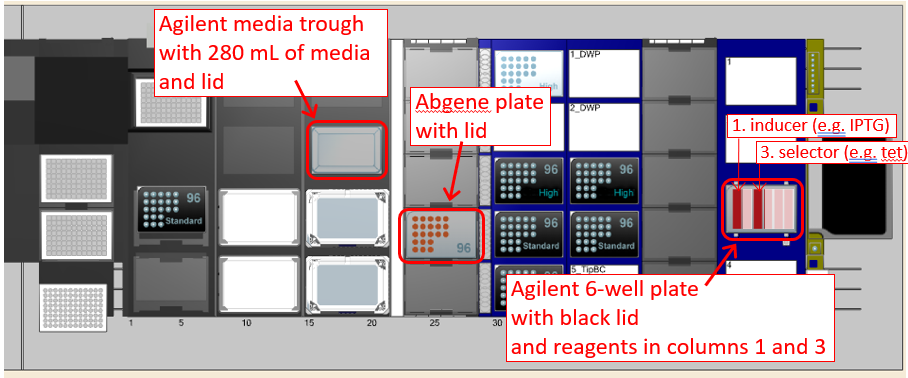 Agilent media trough
with 280 mL of media
and lid
Abgene plate
with lid
1_DWP
High
2_DWP
1
1. inducer (e.g. IPTG)
3. selector (e.g. tet)
96
Standard
96
High
96
High
96
96
Standard
96
Standard
5_TipBC
4
Agilent 6-well plate
with black lid
and reagents in columns 1 and 3
1
5
10
15
20
25
30